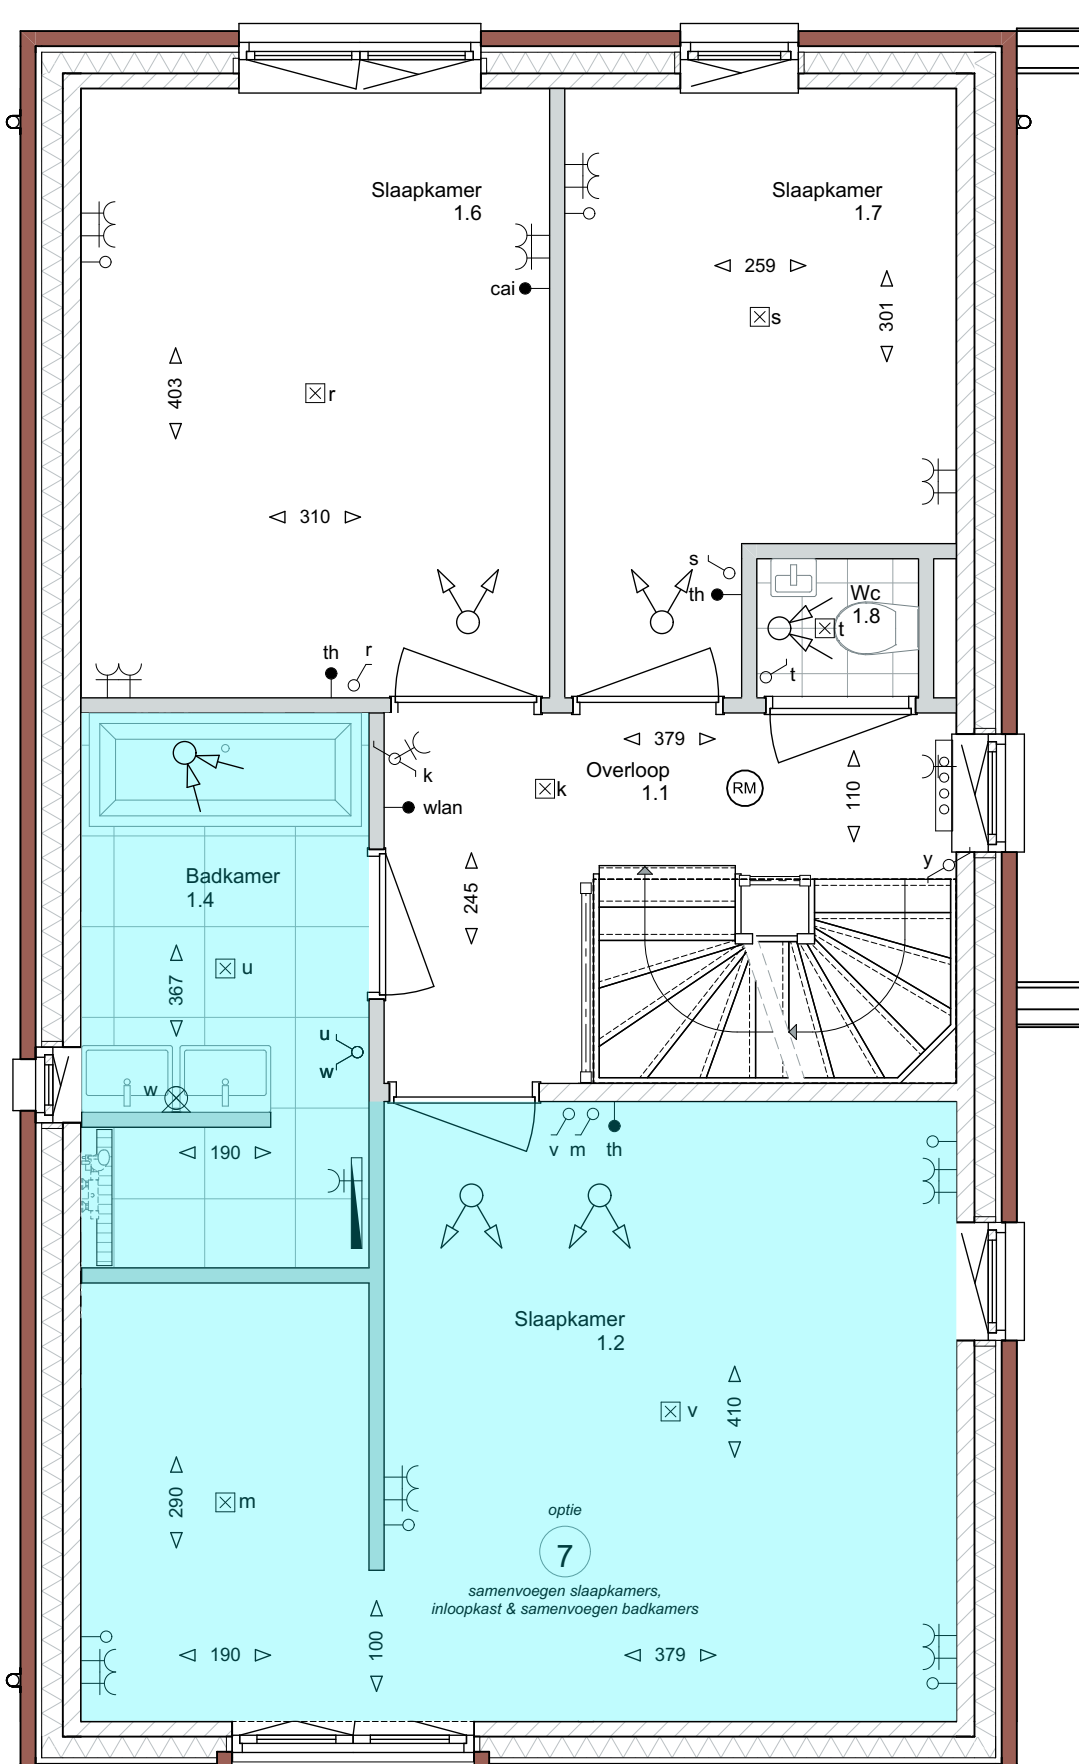 Slaapkamer
1.6
Slaapkamer
1.7
259
cai
s
301
403
r
310
s
th
Wc
1.8
t
th
r
t
379
k
Overloop
1.1
k
RM
110
wlan
y
Badkamer
1.4
245
u
367
u
w
w
190
v m th
Slaapkamer
1.2
v
410
290
m
optie
7
samenvoegen slaapkamers,
inloopkast & samenvoegen badkamers
190
100
379